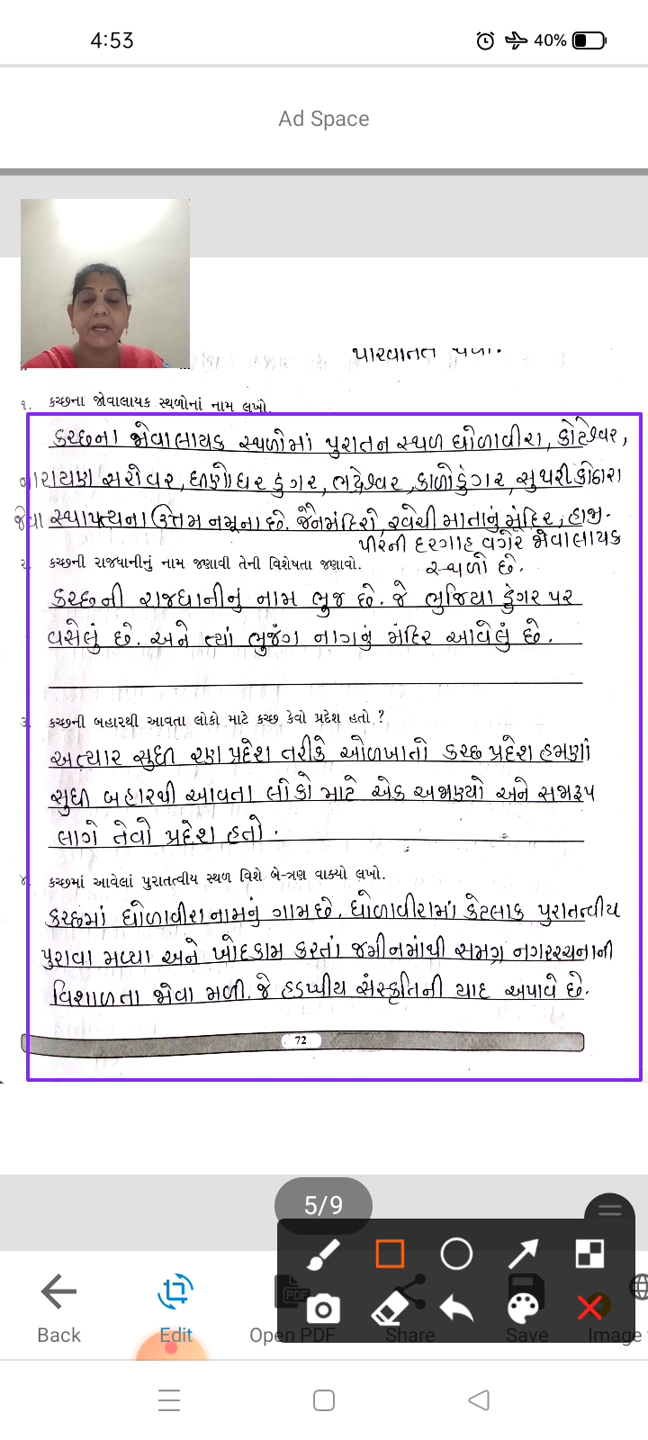 4:53
40%
Ad Space
૧. કચ્છના જોવાલાયક સ્થળોનાં નામ લખો.
કચ્છના જોવાલાયક સ્થળોમાં પુરાતન સ્થળ ધોળાવીરા, કોટેશ્વર,
નારાયણ સરોવર, ધીણોધર ડુંગર, ભદ્રેશ્વર, કાળો ડુંગર, સુથરી કોઠારા
જેવા સ્થાપત્યના ઉત્તમ નમૂના છે. જૈનમંદિરો, રવેચી માતાનું મંદિર, હાજી-
પીરની દરગાહ વગેરે જોવાલાયક
સ્થળો છે.
૨. કચ્છની રાજધાનીનું નામ જણાવી તેની વિશેષતા જણાવો.
કચ્છની રાજધાનીનું નામ ભુજ છે. જે ભુજિયા ડુંગર પર
વસેલું છે. અને ત્યાં ભુજંગ નાગનું મંદિર આવેલું છે.
૩. કચ્છની બહારથી આવતા લોકો માટે કચ્છ કેવો પ્રદેશ હતો ?
અત્યાર સુધી રણ પ્રદેશ તરીકે ઓળખાતો કચ્છ પ્રદેશ હમણાં
સુધી બહારથી આવતા લોકો માટે એક અજાણ્યો અને સજારૂપ
લાગે તેવો પ્રદેશ હતો.
૪. કચ્છમાં આવેલાં પુરાતત્વીય સ્થળ વિશે બે-ત્રણ વાક્યો લખો.
કચ્છમાં ધોળાવીરા નામનું ગામ છે. ધોળાવીરામાં કેટલાક પુરાતત્વીય
પુરાવા મળ્યા અને ખોદકામ કરતાં જમીનમાંથી સમગ્ર નગરરચનાની
વિશાળતા જોવા મળી. જે હડપ્પીય સંસ્કૃતિની યાદ અપાવે છે.
72
5/9
Back
Edit
Open PDF
Share
Save
Image